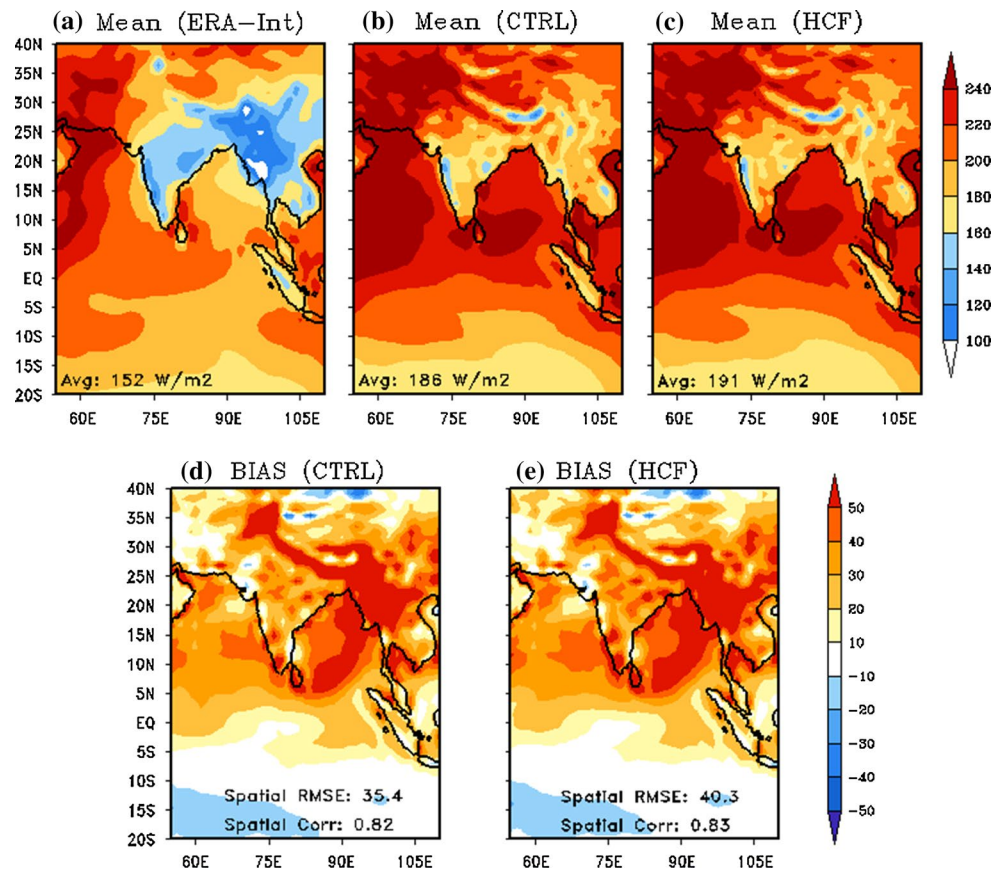 (a) Mean (ERA-Int)
(b) Mean (CTRL)
(c) Mean (HCF)
40N
35N
30N
25N
20N
15N
10N
5N
EQ
5S
10S
15S
20S
Avg: 152 W/m2
Avg: 186 W/m2
Avg: 191 W/m2
60E 75E 90E 105E
60E 75E 90E 105E
60E 75E 90E 105E
240
220
200
180
160
140
120
100
(d) BIAS (CTRL)
(e) BIAS (HCF)
40N
35N
30N
25N
20N
15N
10N
5N
EQ
5S
10S
15S
20S
Spatial RMSE: 35.4
Spatial Corr: 0.82
Spatial RMSE: 40.3
Spatial Corr: 0.83
60E 75E 90E 105E
60E 75E 90E 105E
50
40
30
20
10
-10
-20
-30
-40
-50